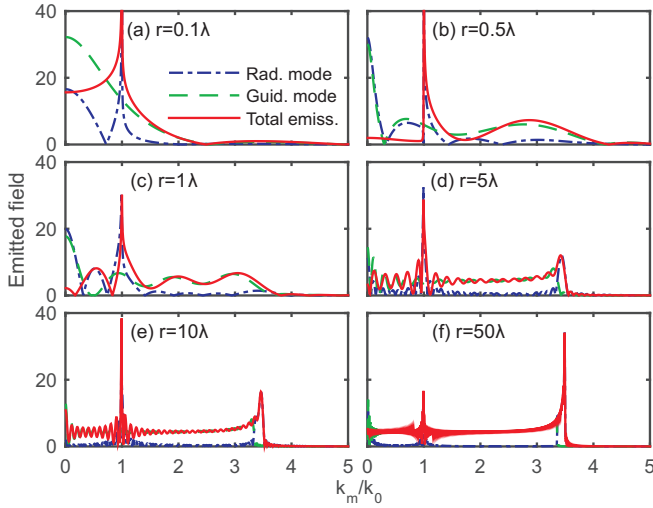 40
20
0
(a) r=0.1λ
Rad. mode
Guid. mode
Total emiss.
(b) r=0.5λ
40
20
0
(c) r=1λ
(d) r=5λ
Emitted field
40
20
0
(e) r=10λ
(f) r=50λ
0 1 2 3 4 5
0 1 2 3 4 5
k_m/k_0